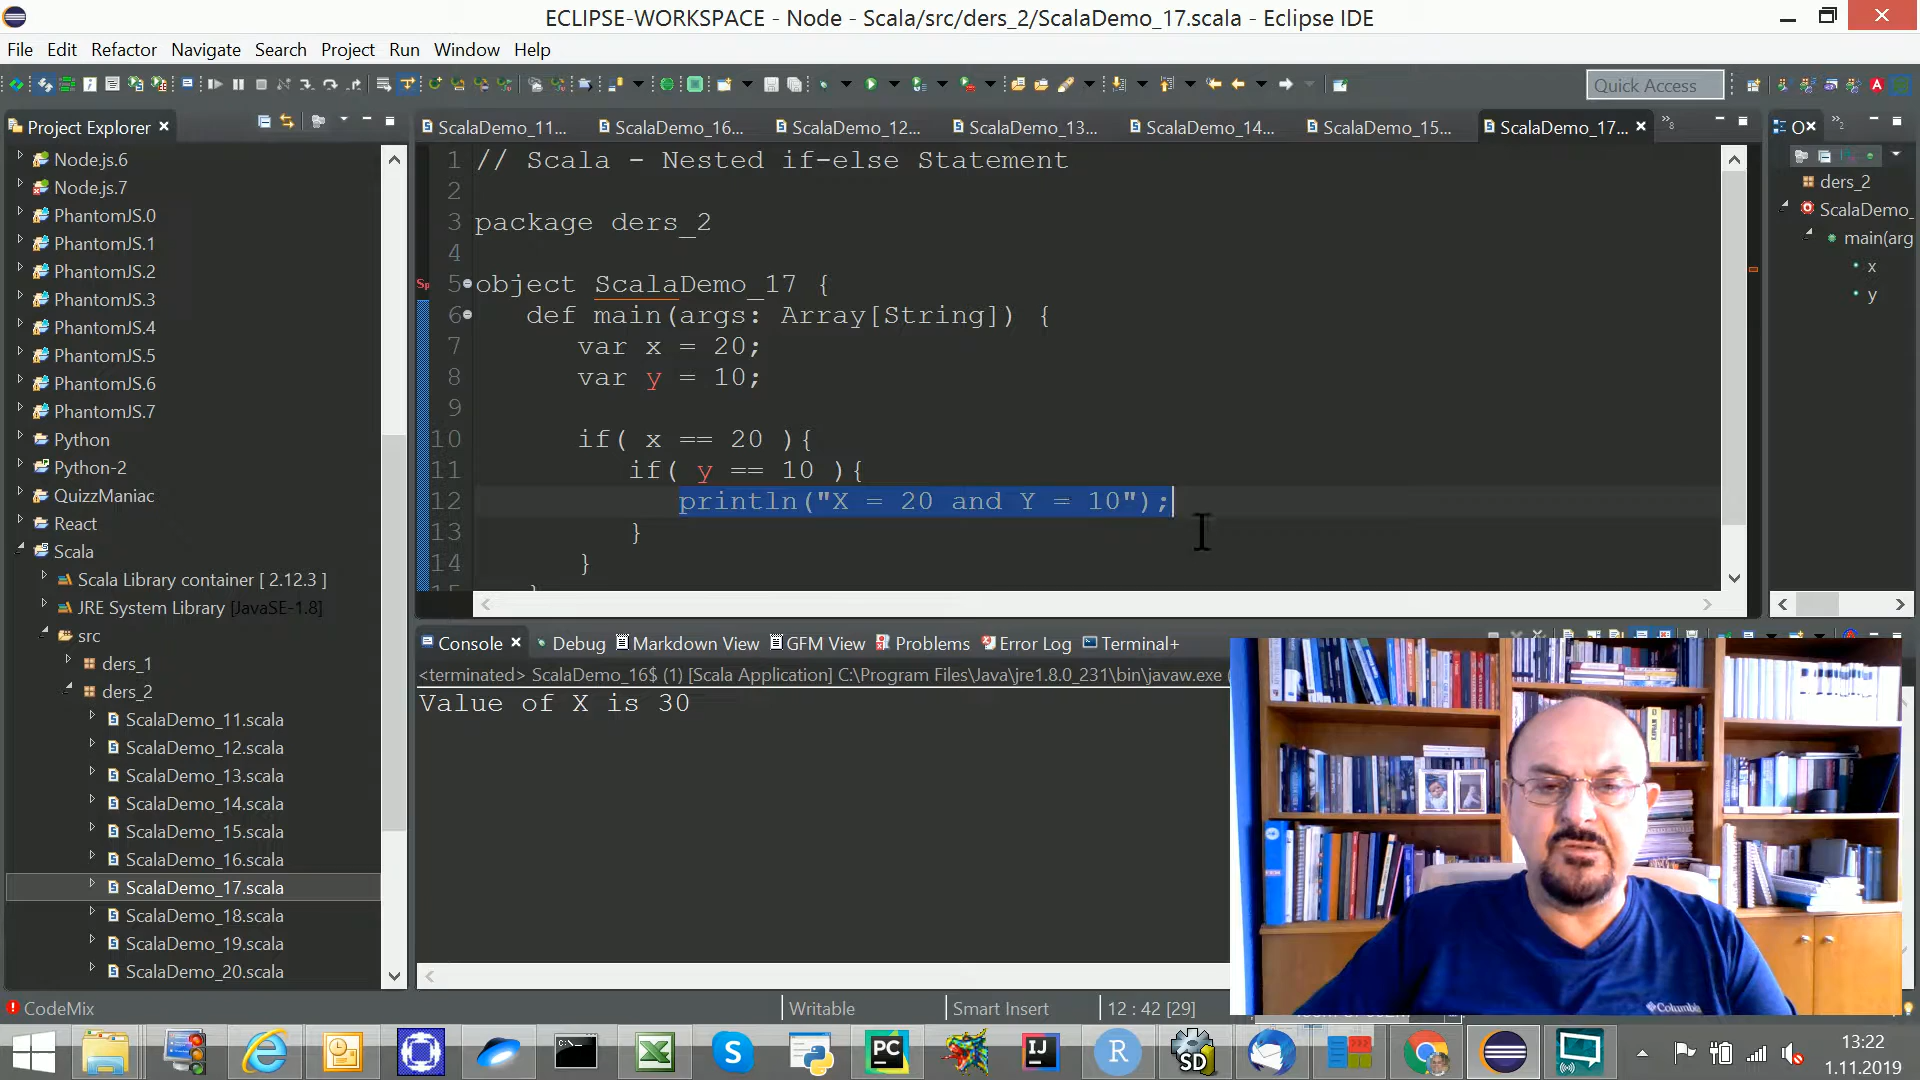 ECLIPSE-WORKSPACE - Node - Scala/src/ders_2/ScalaDemo_17.scala - Eclipse IDE
File Edit Refactor Navigate Search Project Run Window Help
Quick Access
Project Explorer
Node.js.6
Node.js.7
PhantomJS.0
PhantomJS.1
PhantomJS.2
PhantomJS.3
PhantomJS.4
PhantomJS.5
PhantomJS.6
PhantomJS.7
Python
Python-2
QuizzManiac
React
Scala
Scala Library container [ 2.12.3 ]
JRE System Library [JavaSE-1.8]
src
ders_1
ders_2
ScalaDemo_11.scala
ScalaDemo_12.scala
ScalaDemo_13.scala
ScalaDemo_14.scala
ScalaDemo_15.scala
ScalaDemo_16.scala
ScalaDemo_17.scala
ScalaDemo_18.scala
ScalaDemo_19.scala
ScalaDemo_20.scala
ScalaDemo_11... ScalaDemo_16... ScalaDemo_12... ScalaDemo_13... ScalaDemo_14... ScalaDemo_15... ScalaDemo_17...
1 // Scala - Nested if-else Statement
2
3 package ders_2
4
5 object ScalaDemo_17 {
6 def main(args: Array[String]) {
7 var x = 20;
8 var y = 10;
9
10 if( x == 20 ){
11 if( y == 10 ){
12 println("X = 20 and Y = 10");
13 }
14 }
ders_2
ScalaDemo_
main(arg
x
y
Console Debug Markdown View GFM View Problems Error Log Terminal+
<terminated> ScalaDemo_16$ (1) [Scala Application] C:\Program Files\Java\jre1.8.0_231\bin\javaw.exe (
Value of X is 30
Columbia
CodeMix Writable Smart Insert 12 : 42 [29]
13:22
1.11.2019